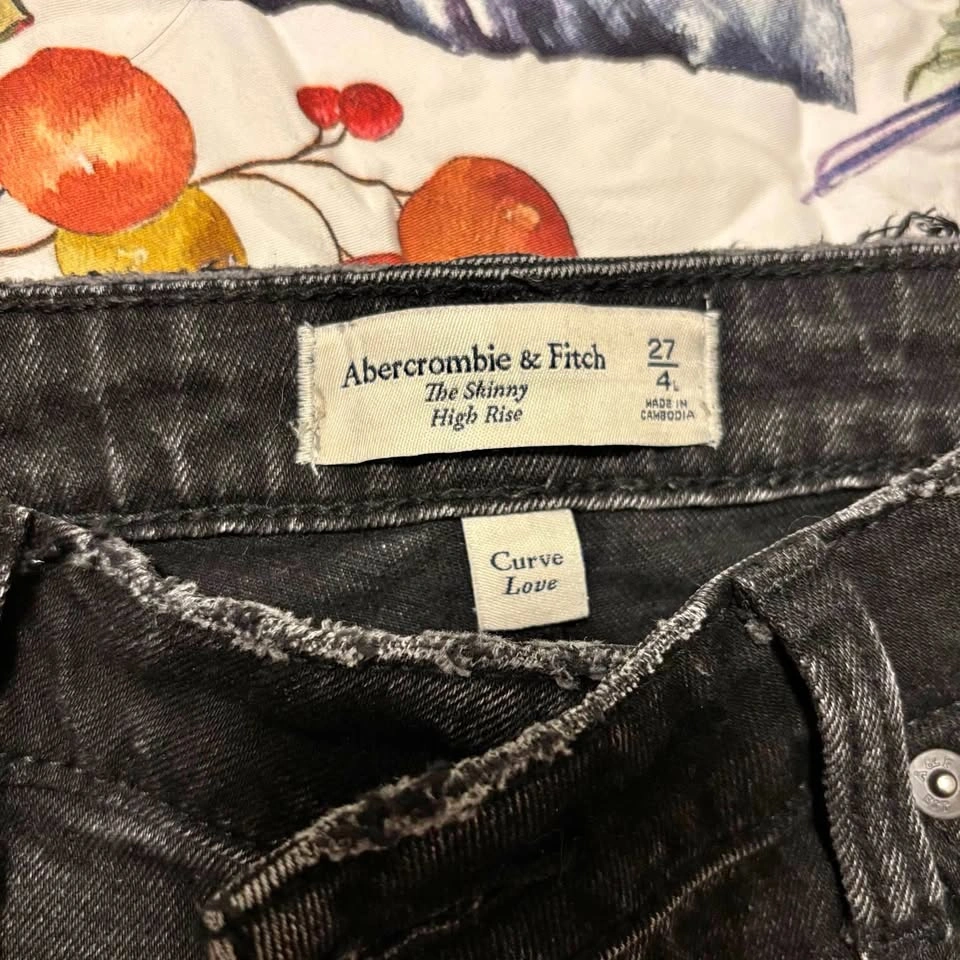 Abercrombie & Fitch
The Skinny
High Rise
27
4L
MADE IN
CAMBODIA
Curve
Love